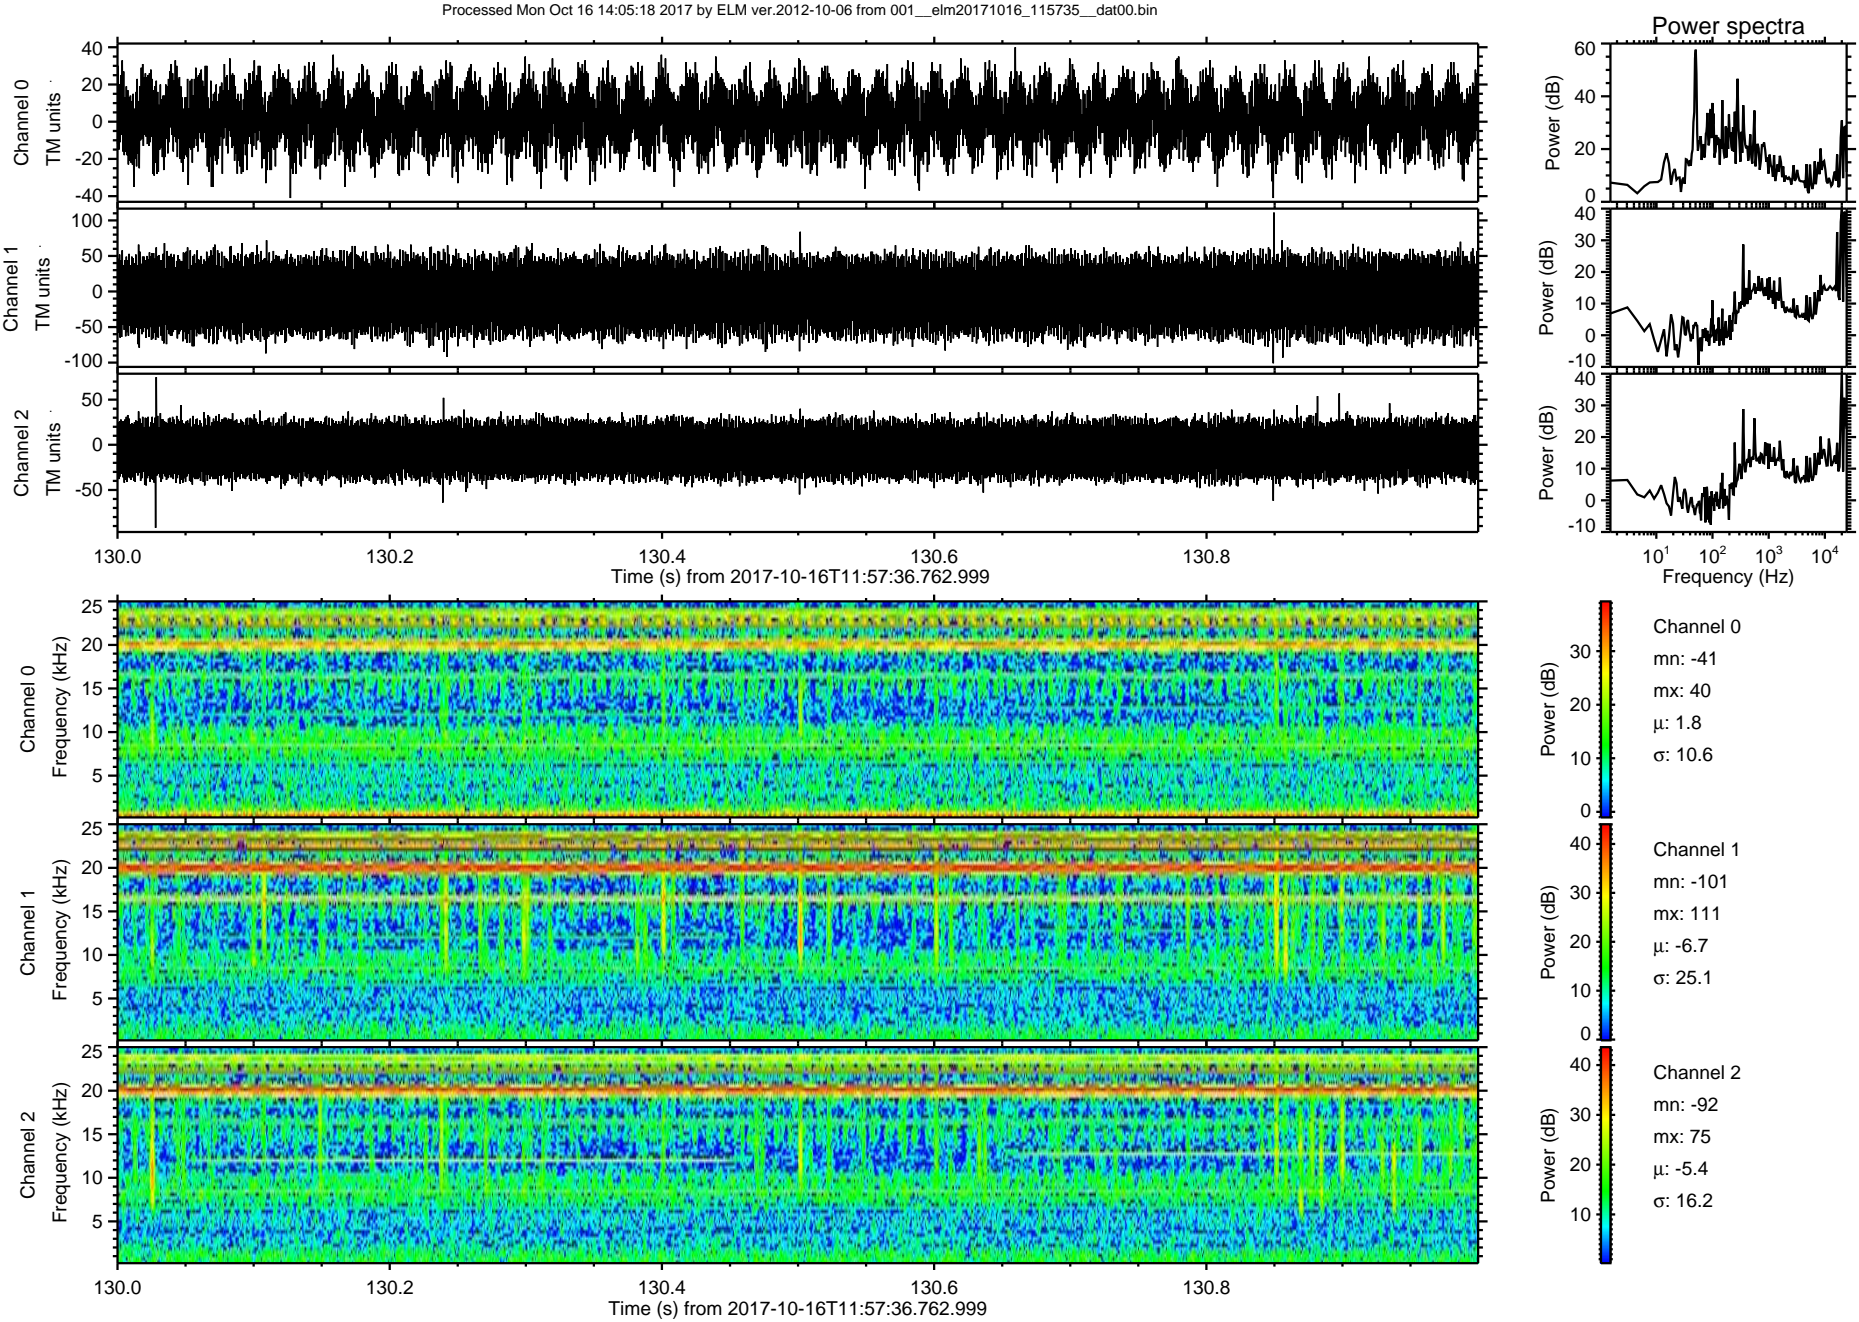 Processed Mon Oct 16 14:05:18 2017 by ELM ver.2012-10-06 from 001__elm20171016_115735__dat00.bin
Power spectra
Channel 0
TM units
40
20
0
-20
-40
Power (dB)
60
40
20
0
Channel 1
TM units
100
50
0
-50
-100
Power (dB)
40
30
20
10
0
-10
Channel 2
TM units
50
0
-50
Power (dB)
40
30
20
10
0
-10
130.0 130.2 130.4 130.6 130.8
Time (s) from 2017-10-16T11:57:36.762.999
10^1 10^2 10^3 10^4
Frequency (Hz)
Channel 0
Frequency (kHz)
25
20
15
10
5
Power (dB)
30
20
10
0
Channel 0
mn: -41
mx: 40
μ: 1.8
σ: 10.6
Channel 1
Frequency (kHz)
25
20
15
10
5
Power (dB)
40
30
20
10
0
Channel 1
mn: -101
mx: 111
μ: -6.7
σ: 25.1
Channel 2
Frequency (kHz)
25
20
15
10
5
Power (dB)
40
30
20
10
Channel 2
mn: -92
mx: 75
μ: -5.4
σ: 16.2
130.0 130.2 130.4 130.6 130.8
Time (s) from 2017-10-16T11:57:36.762.999